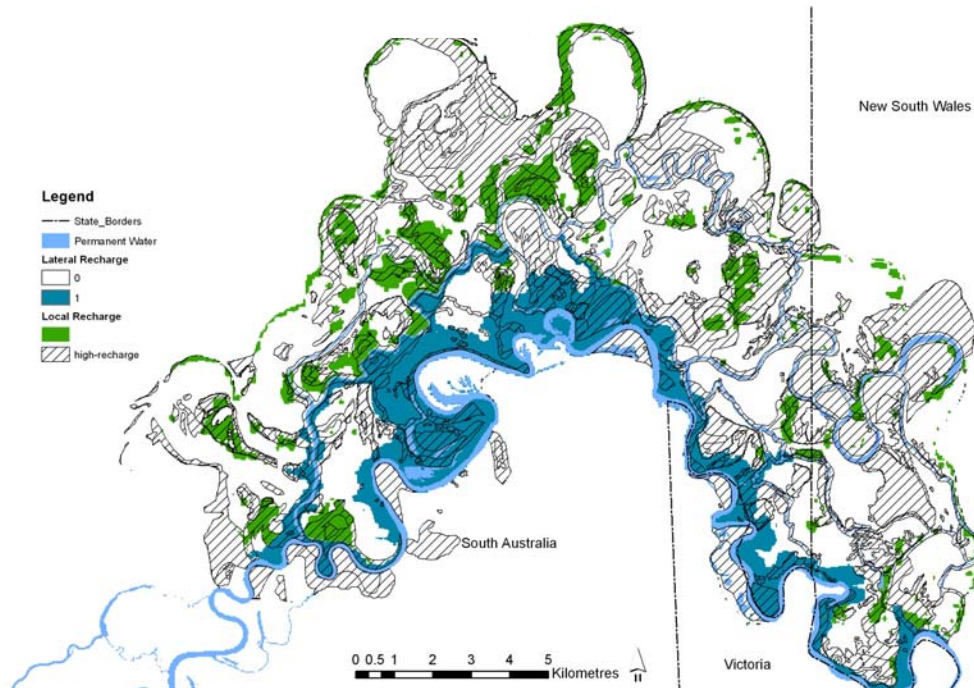 New South Wales
Legend
State_Borders
Permanent Water
Lateral Recharge
0
1
Local Recharge
high-recharge
South Australia
0 0.5 1 2 3 4 5
Kilometres
Victoria